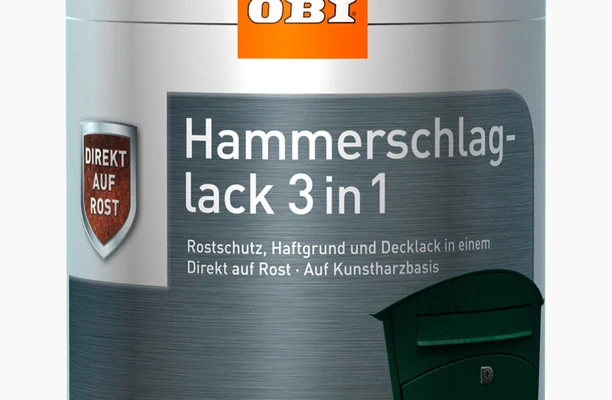 OBI
DIREKT
AUF
ROST
Hammerschlag-
lack 3 in 1
Rostschutz, Haftgrund und Decklack in einem
Direkt auf Rost · Auf Kunstharzbasis